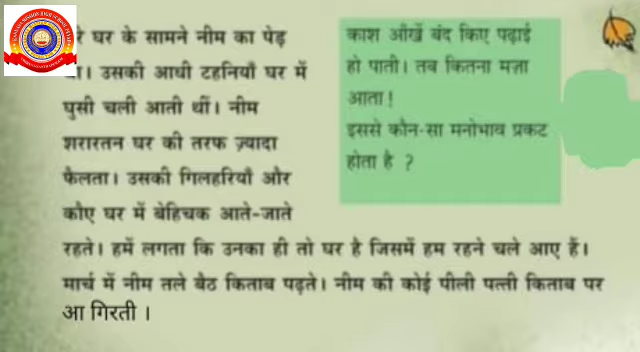 रे घर के सामने नीम का पेड़
था। उसकी आधी टहनियाँ घर में
घुसी चली आती थीं। नीम
शरारतन घर की तरफ ज़्यादा
फैलता। उसकी गिलहरियाँ और
कौए घर में बेहिचक आते-जाते
रहते। हमें लगता कि उनका ही तो घर है जिसमें हम रहने चले आए हैं।
मार्च में नीम तले बैठ किताब पढ़ते। नीम की कोई पीली पत्ती किताब पर
आ गिरती ।
काश आँखें बंद किए पढ़ाई
हो पाती। तब कितना मज़ा
आता!
इससे कौन-सा मनोभाव प्रकट
होता है ?